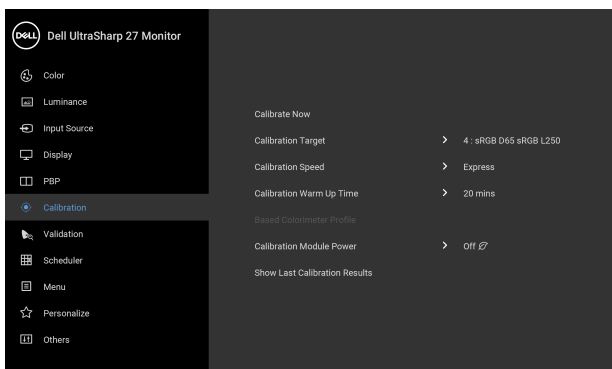 DELL Dell UltraSharp 27 Monitor
Color
Luminance
Input Source
Display
PBP
Calibration
Validation
Scheduler
Menu
Personalize
Others
Calibrate Now
Calibration Target > 4 : sRGB D65 sRGB L250
Calibration Speed > Express
Calibration Warm Up Time > 20 mins
Based Colorimeter Profile
Calibration Module Power > Off
Show Last Calibration Results